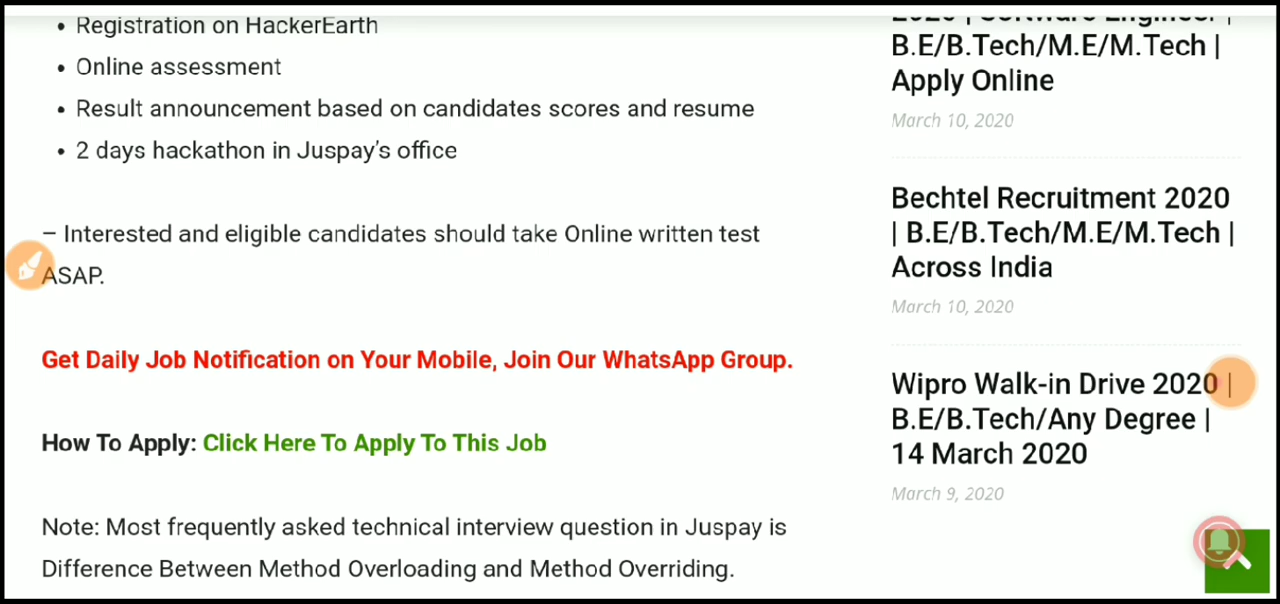 • Registration on HackerEarth
• Online assessment
• Result announcement based on candidates scores and resume
• 2 days hackathon in Juspay's office
– Interested and eligible candidates should take Online written test
ASAP.
Get Daily Job Notification on Your Mobile, Join Our WhatsApp Group.
How To Apply: Click Here To Apply To This Job
Note: Most frequently asked technical interview question in Juspay is
Difference Between Method Overloading and Method Overriding.
2020 | Software Engineer |
B.E/B.Tech/M.E/M.Tech |
Apply Online
March 10, 2020
Bechtel Recruitment 2020
| B.E/B.Tech/M.E/M.Tech |
Across India
March 10, 2020
Wipro Walk-in Drive 2020 |
B.E/B.Tech/Any Degree |
14 March 2020
March 9, 2020